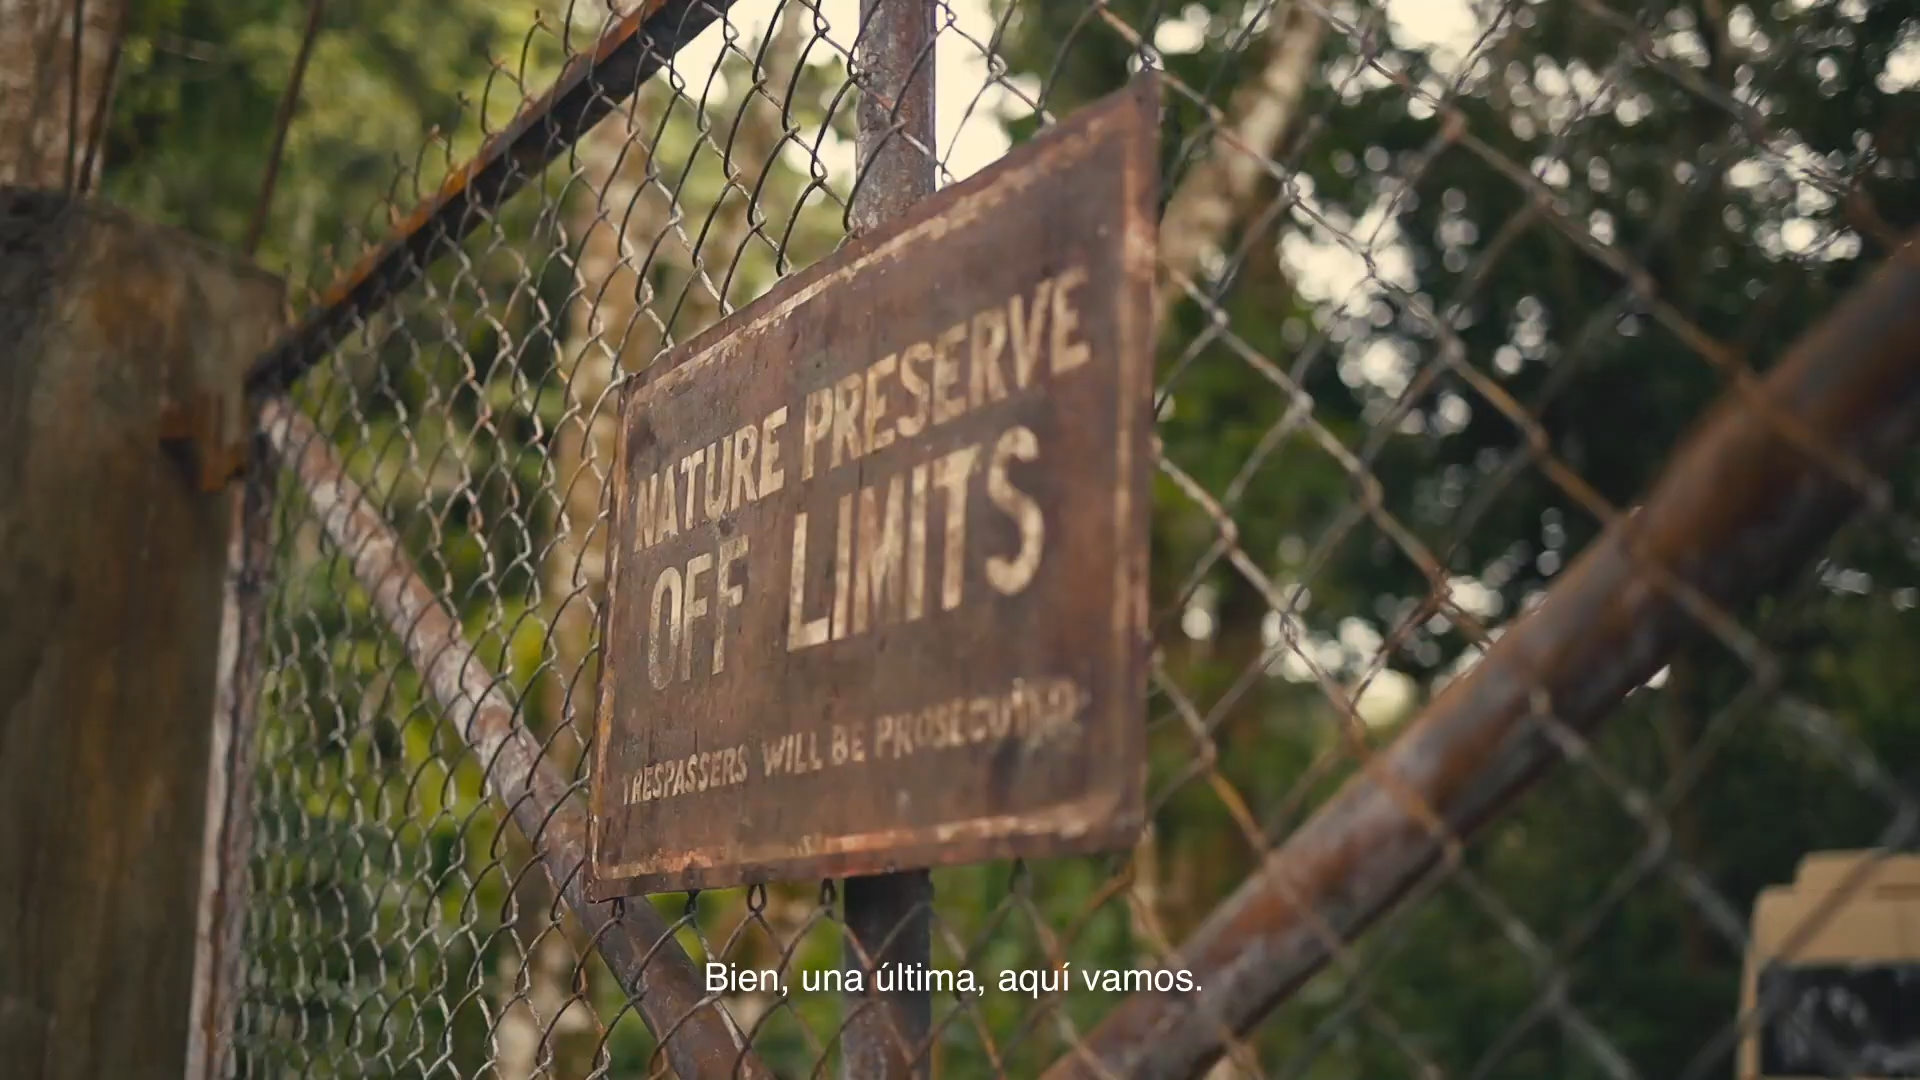 NATURE PRESERVE
OFF LIMITS
TRESPASSERS WILL BE PROSECUTED
Bien, una última, aquí vamos.